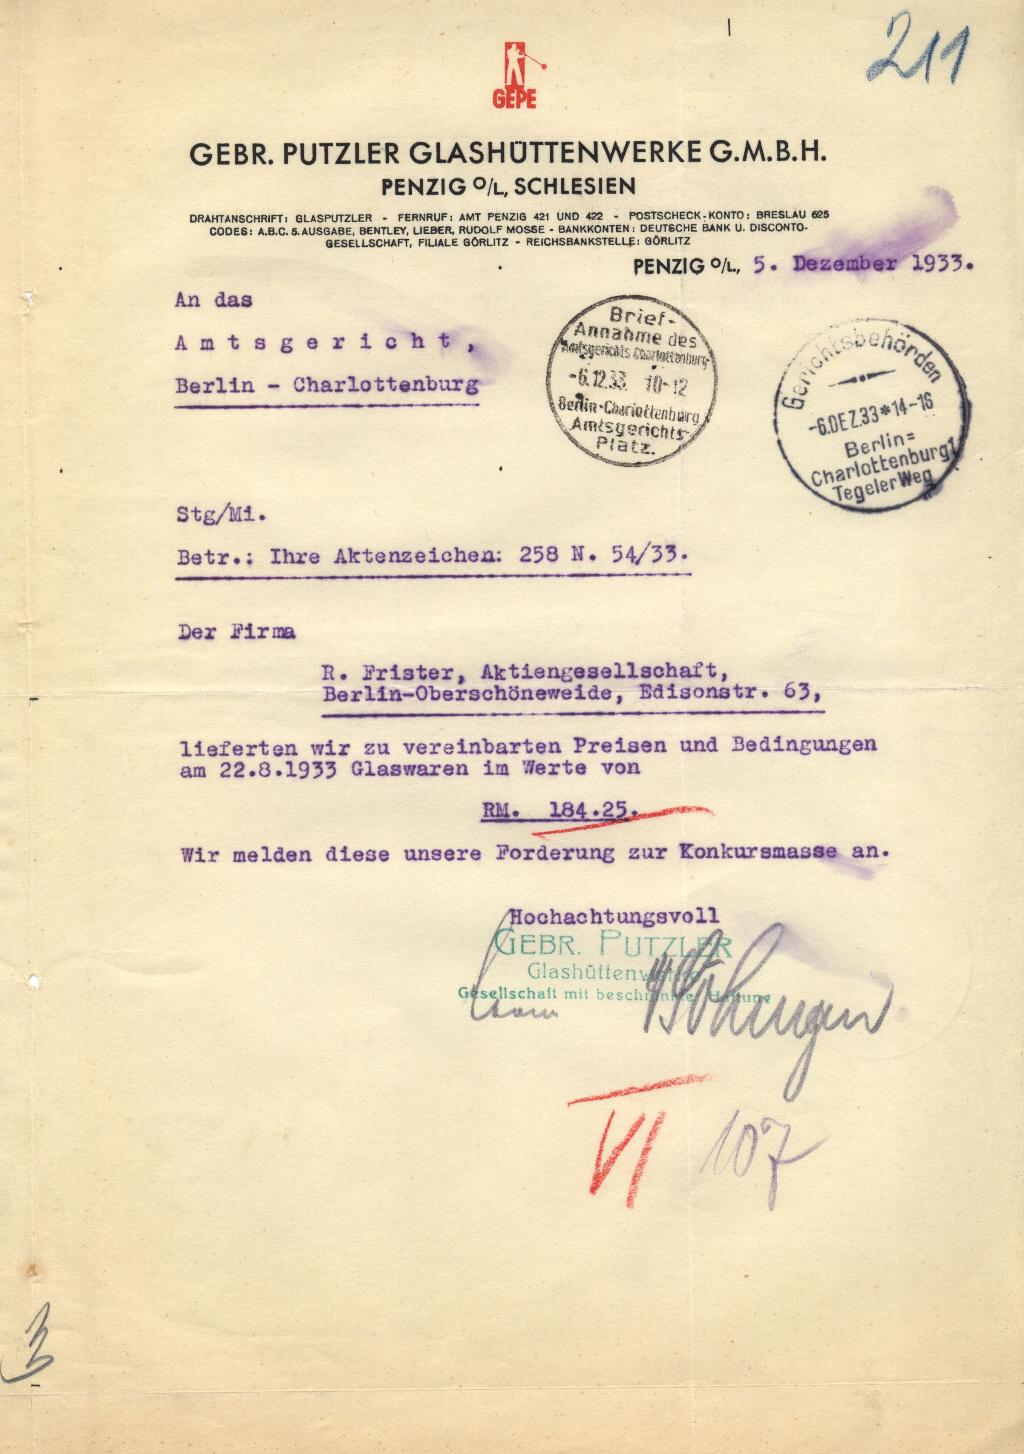 211
GEPE
GEBR. PUTZLER GLASHÜTTENWERKE G.M.B.H.
PENZIG O/L, SCHLESIEN
DRAHTANSCHRIFT: GLASPUTZLER - FERNRUF: AMT PENZIG 421 UND 422 - POSTSCHECK-KONTO: BRESLAU 625
CODES: A.B.C. 5. AUSGABE, BENTLEY, LIEBER, RUDOLF MOSSE - BANKKONTEN: DEUTSCHE BANK U. DISCONTO-
GESELLSCHAFT, FILIALE GÖRLITZ - REICHSBANKSTELLE: GÖRLITZ
PENZIG O/L., 5. Dezember 1933.
An das
Amtsgericht,
Berlin - Charlottenburg
Brief-
Annahme des
Amtsgerichts Charlottenburg
-6.12.33. 10-12
Berlin-Charlottenburg
Amtsgerichts-
Platz.
Gerichtsbehörden
-6.DEZ.33*14-16
Berlin=
Charlottenburg 1
Tegeler Weg
Stg/Mi.
Betr.: Ihre Aktenzeichen: 258 N. 54/33.
Der Firma
R. Frister, Aktiengesellschaft,
Berlin-Oberschöneweide, Edisonstr. 63,
lieferten wir zu vereinbarten Preisen und Bedingungen
am 22.8.1933 Glaswaren im Werte von
RM. 184.25.
Wir melden diese unsere Forderung zur Konkursmasse an.
Hochachtungsvoll
GEBR. PUTZLER
Glashüttenwerke
Gesellschaft mit beschränkter Haftung
VI 107
3